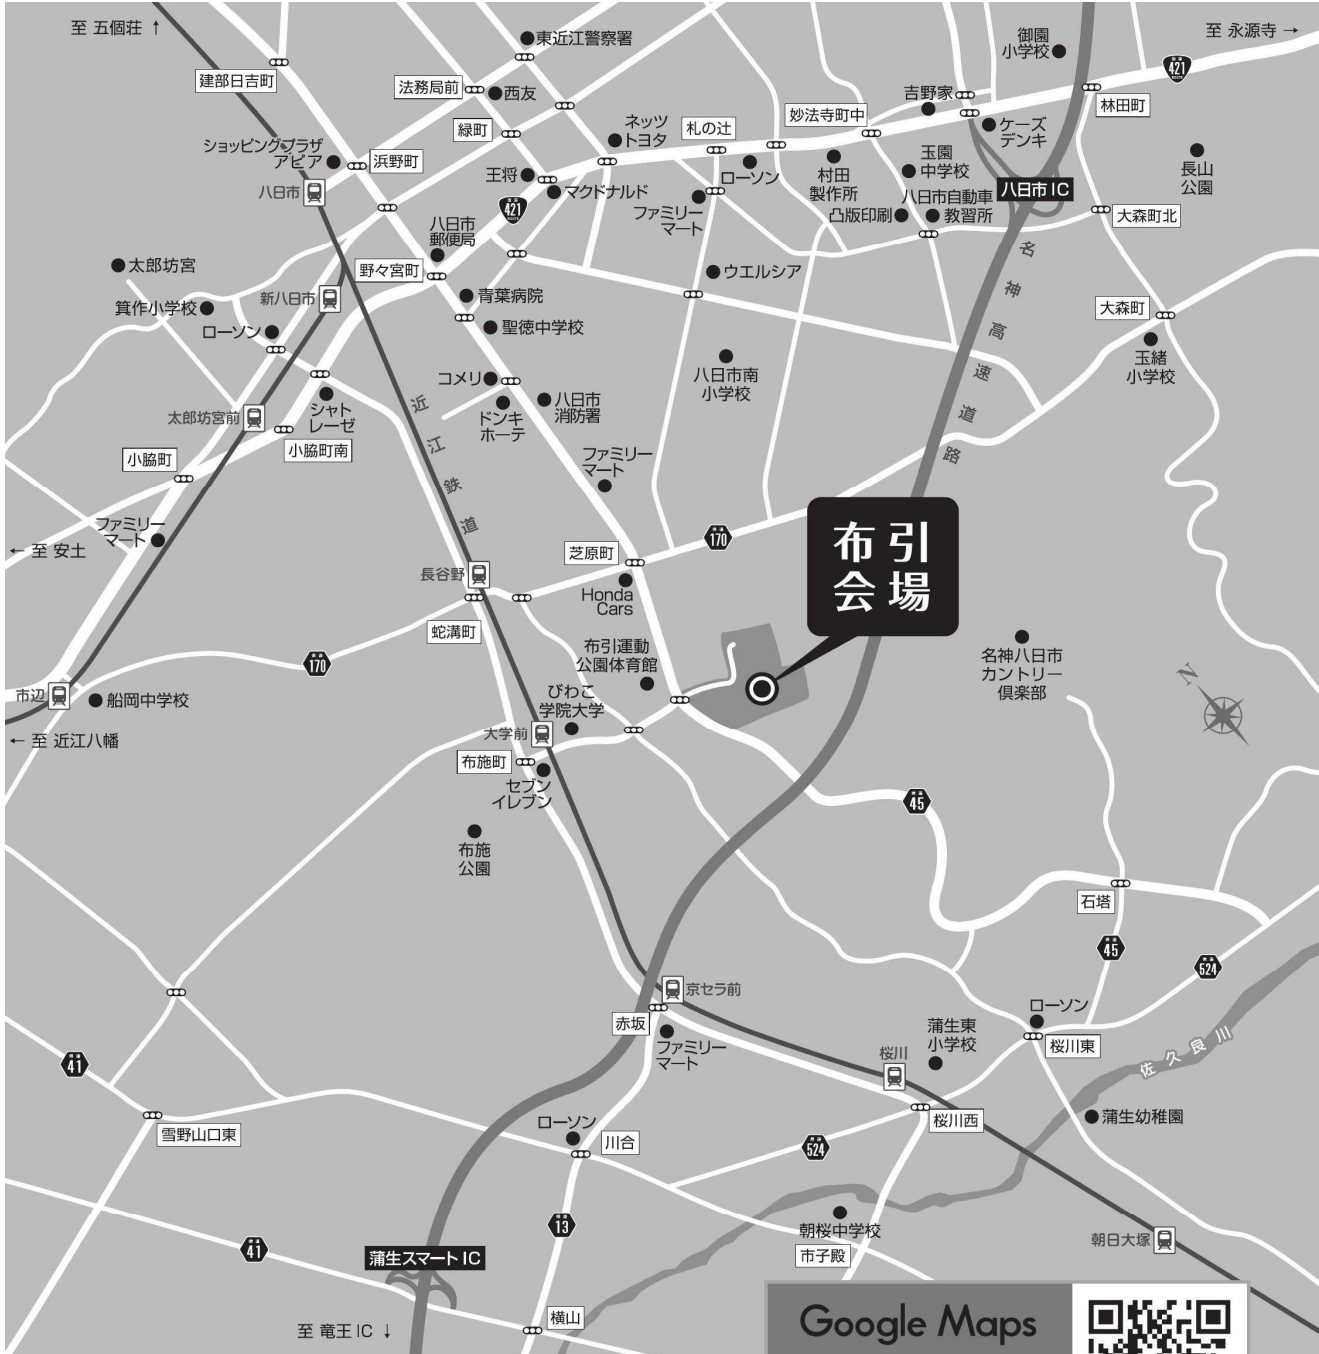 至 五個荘 ↑
東近江警察署
御園
小学校
至 永源寺 →
建部日吉町
法務局前
西友
421
吉野家
林田町
緑町
ネッツ
トヨタ
札の辻
妙法寺町中
ケーズ
デンキ
ショッピングプラザ
アピア
浜野町
王将
マクドナルド
ローソン
村田
製作所
玉園
中学校
長山
公園
八日市
421
ファミリー
マート
凸版印刷
八日市自動車
教習所
八日市 IC
大森町北
八日市
郵便局
太郎坊宮
野々宮町
ウエルシア
名神高速道路
新八日市
青葉病院
箕作小学校
ローソン
聖徳中学校
大森町
玉緒
小学校
八日市南
小学校
コメリ
シャト
レーゼ
近江鉄道
ドンキ
ホーテ
八日市
消防署
太郎坊宮前
小脇町南
小脇町
ファミリー
マート
ファミリー
マート
← 至 安土
170
布引
会場
芝原町
長谷野
Honda
Cars
蛇溝町
布引運動
公園体育館
名神八日市
カントリー
倶楽部
170
N
市辺
船岡中学校
びわこ
学院大学
← 至 近江八幡
大学前
布施町
セブン
イレブン
45
布施
公園
石塔
45
524
京セラ前
赤坂
ファミリー
マート
蒲生東
小学校
ローソン
桜川東
桜川
佐久良川
41
雪野山口東
ローソン
川合
524
桜川西
蒲生幼稚園
13
朝桜中学校
市子殿
朝日大塚
41
蒲生スマート IC
至 竜王 IC ↓
横山
Google Maps